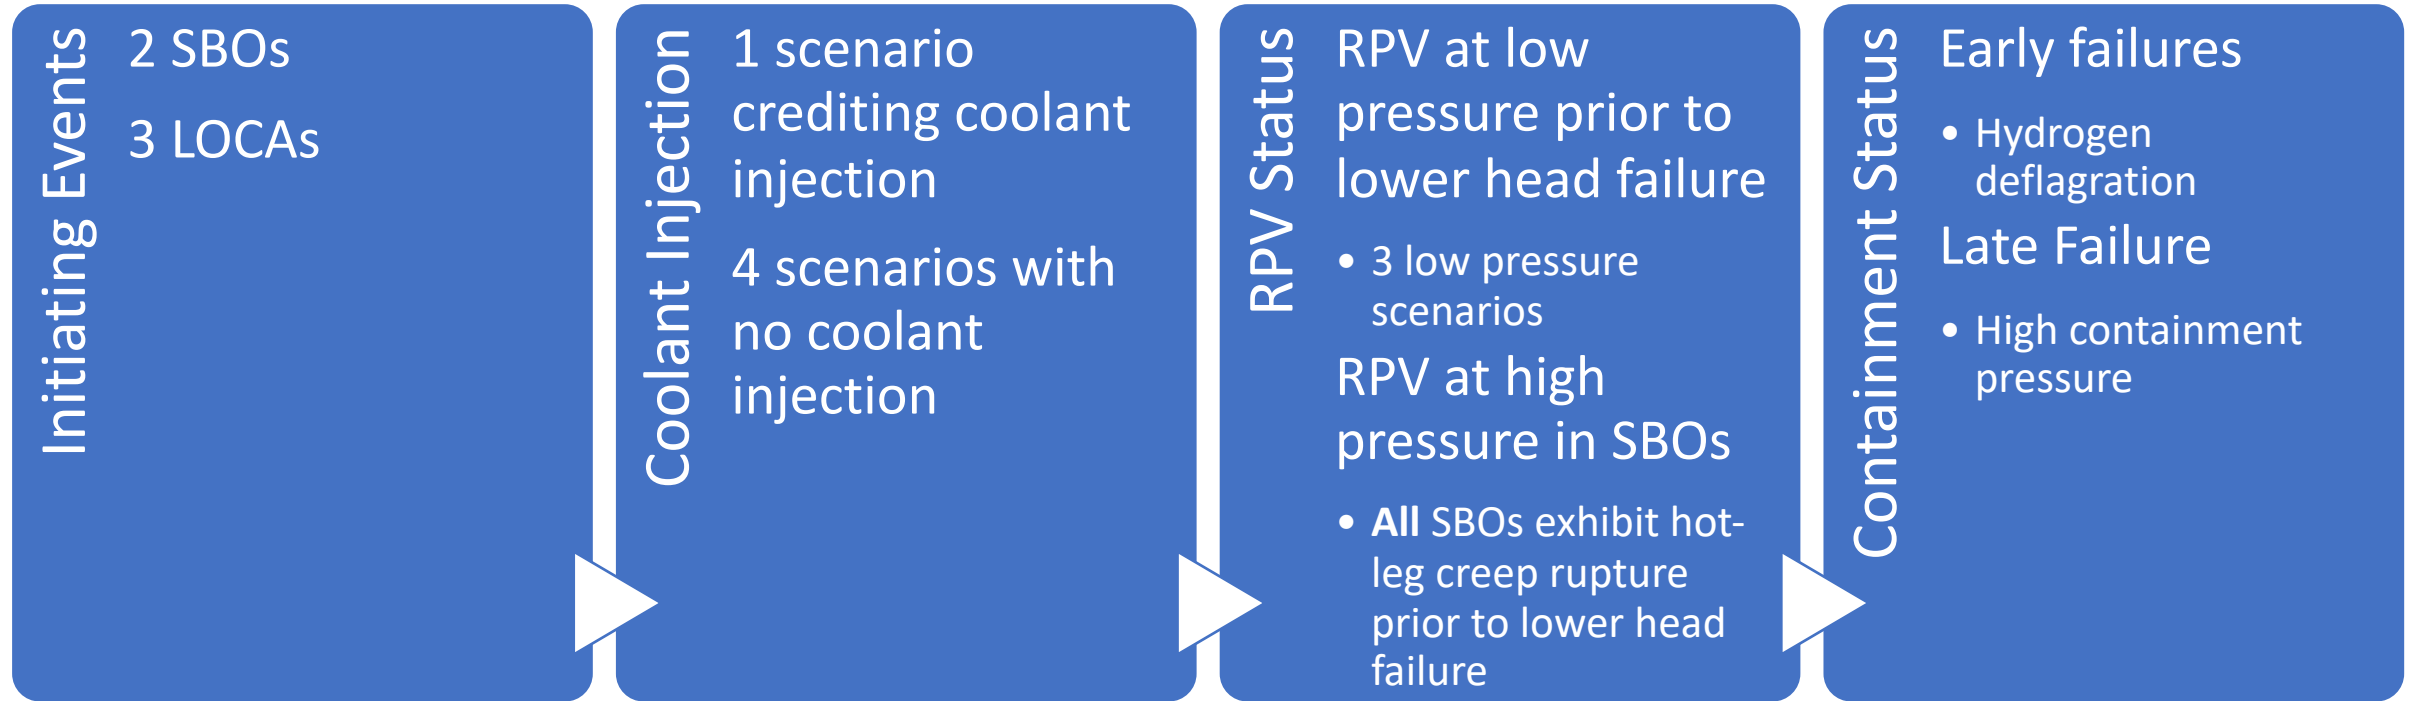 Initiating Events
2 SBOs
3 LOCAs
Coolant Injection
1 scenario
crediting coolant
injection
4 scenarios with
no coolant
injection
RPV Status
RPV at low
pressure prior to
lower head failure
• 3 low pressure
scenarios
RPV at high
pressure in SBOs
• All SBOs exhibit hot-
leg creep rupture
prior to lower head
failure
Containment Status
Early failures
• Hydrogen
deflagration
Late Failure
• High containment
pressure